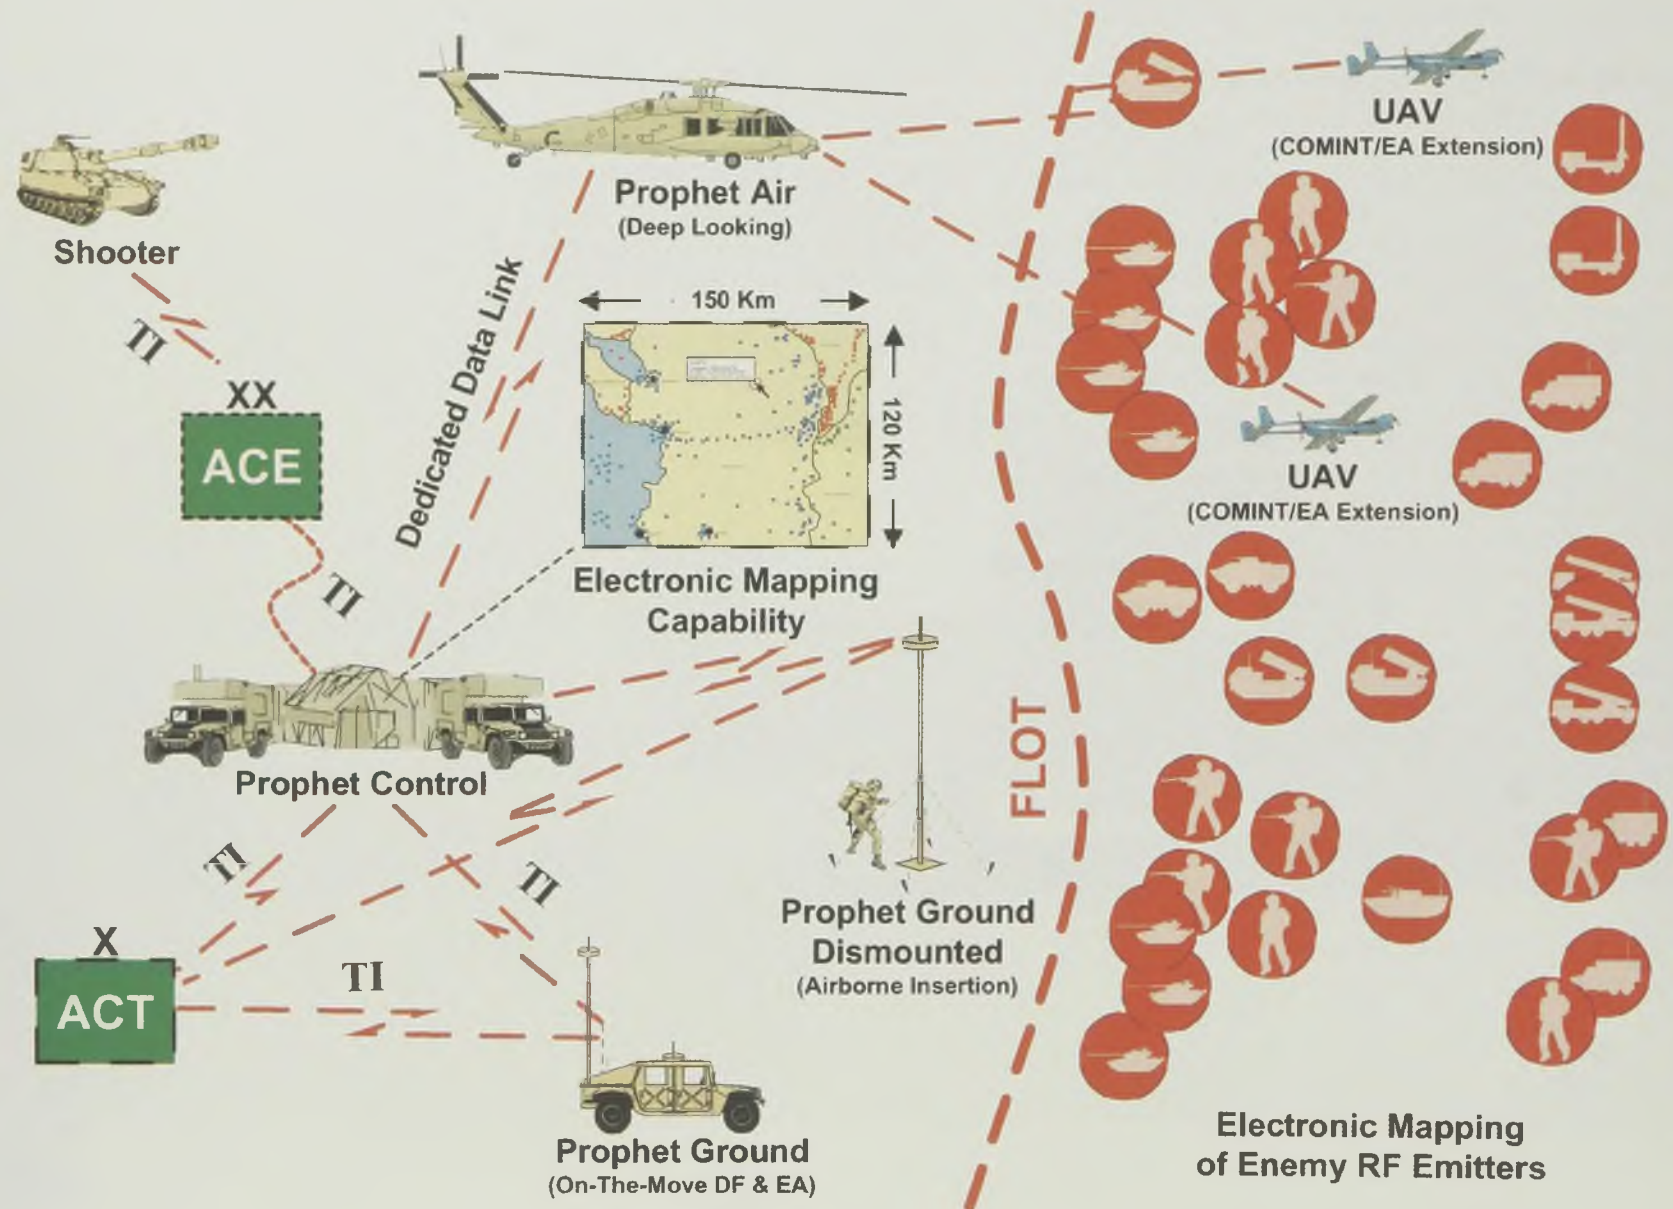 UAV
(COMINT/EA Extension)
Prophet Air
(Deep Looking)
Shooter
TI
Dedicated Data Link
150 Km
120 Km
XX
ACE
UAV
(COMINT/EA Extension)
Electronic Mapping
Capability
TI
FLOT
Prophet Control
TI
TI
Prophet Ground
Dismounted
(Airborne Insertion)
X
ACT
TI
Prophet Ground
(On-The-Move DF & EA)
Electronic Mapping
of Enemy RF Emitters